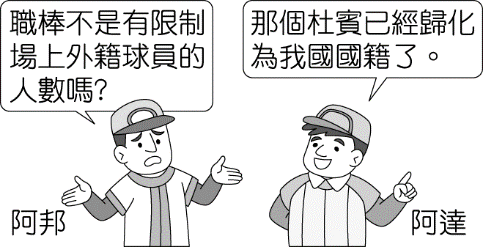 職棒不是有限制
場上外籍球員的
人數嗎?
那個杜賓已經歸化
為我國國籍了。
阿邦
阿達